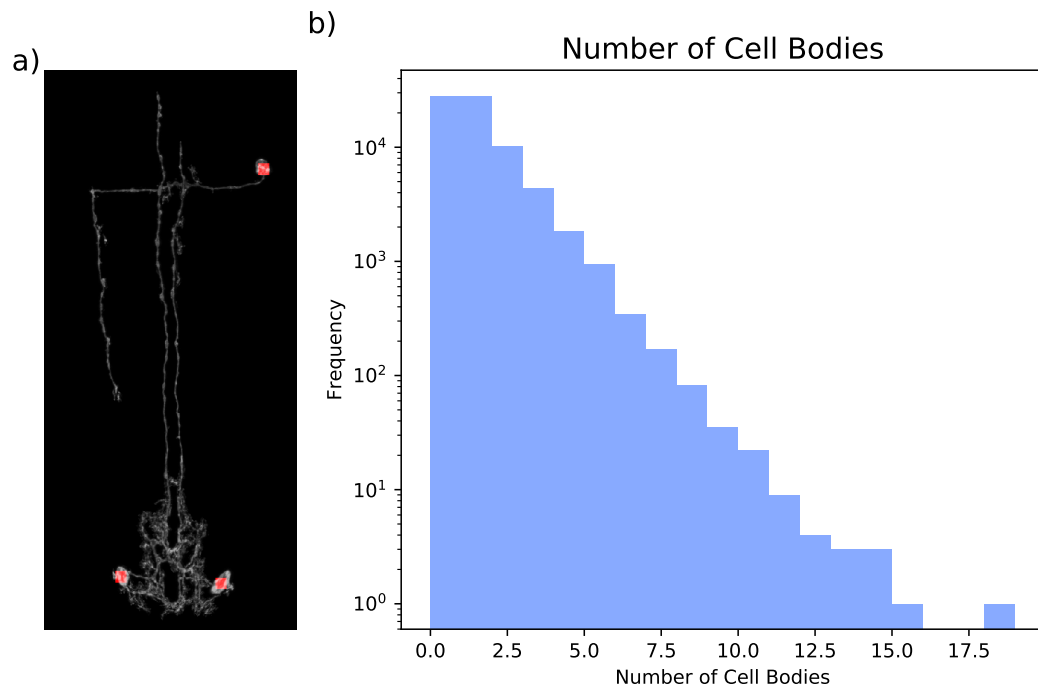 a)
b)
Number of Cell Bodies
Frequency
10^4
10^3
10^2
10^1
10^0
0.0 2.5 5.0 7.5 10.0 12.5 15.0 17.5
Number of Cell Bodies